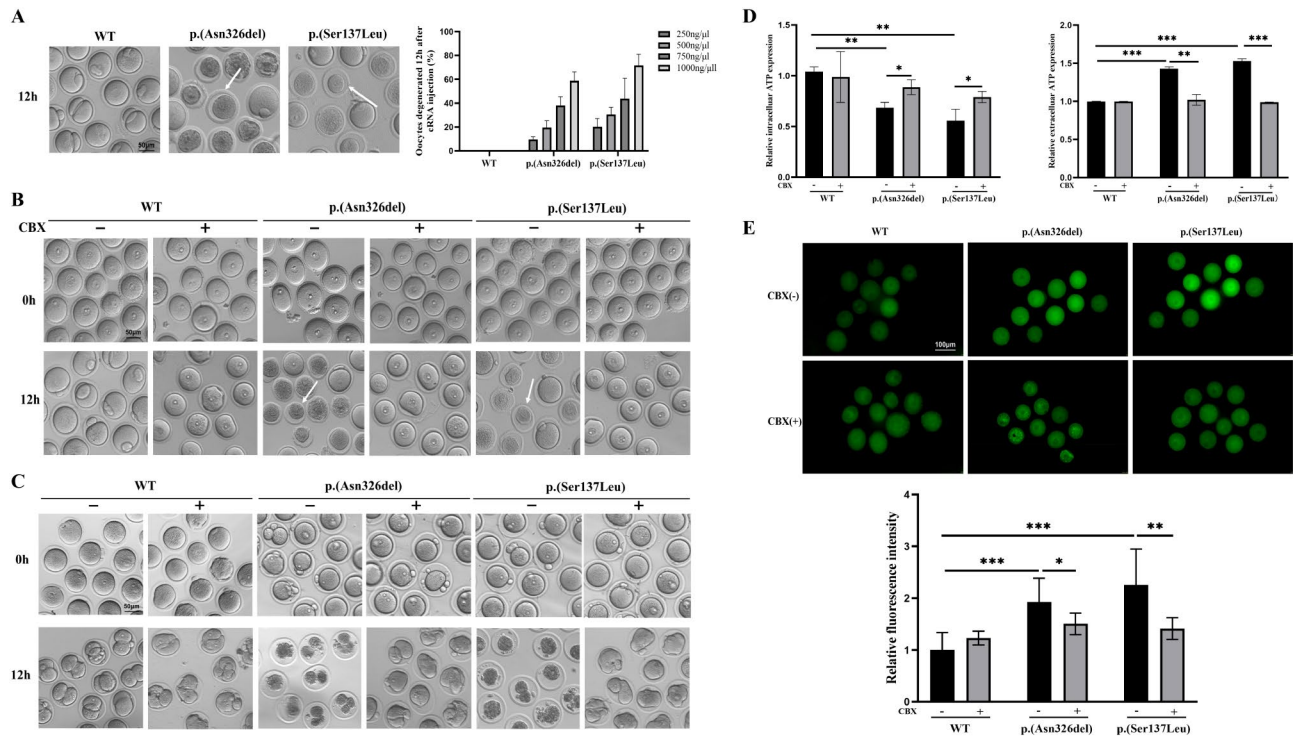 A
WT
p.(Asn326del)
p.(Ser137Leu)
12h
50μm
Oocytes degenerated 12h after
cRNA injection (%)
100
80
60
40
20
0
WT
p.(Asn326del)
p.(Ser137Leu)
250ng/μl
500ng/μl
750ng/μl
1000ng/μll
B
WT
p.(Asn326del)
p.(Ser137Leu)
CBX
− + − + − +
0h
50μm
12h
C
WT
p.(Asn326del)
p.(Ser137Leu)
− + − + − +
0h
50μm
12h
D
Relative intracelluar ATP expression
1.5
1.0
0.5
0.0
**
**
*
*
CBX - + - + - +
WT
p.(Asn326del)
p.(Ser137Leu)
Relative extracelluar ATP expression
2.0
1.5
1.0
0.5
0.0
***
***
***
**
CBX - + - + - +
WT
p.(Asn326del)
p.(Ser137Leu)
E
WT
p.(Asn326del)
p.(Ser137Leu)
CBX(-)
100μm
CBX(+)
Relative fluorescence intensity
4
3
2
1
0
***
**
***
*
CBX - + - + - +
WT
p.(Asn326del)
p.(Ser137Leu)